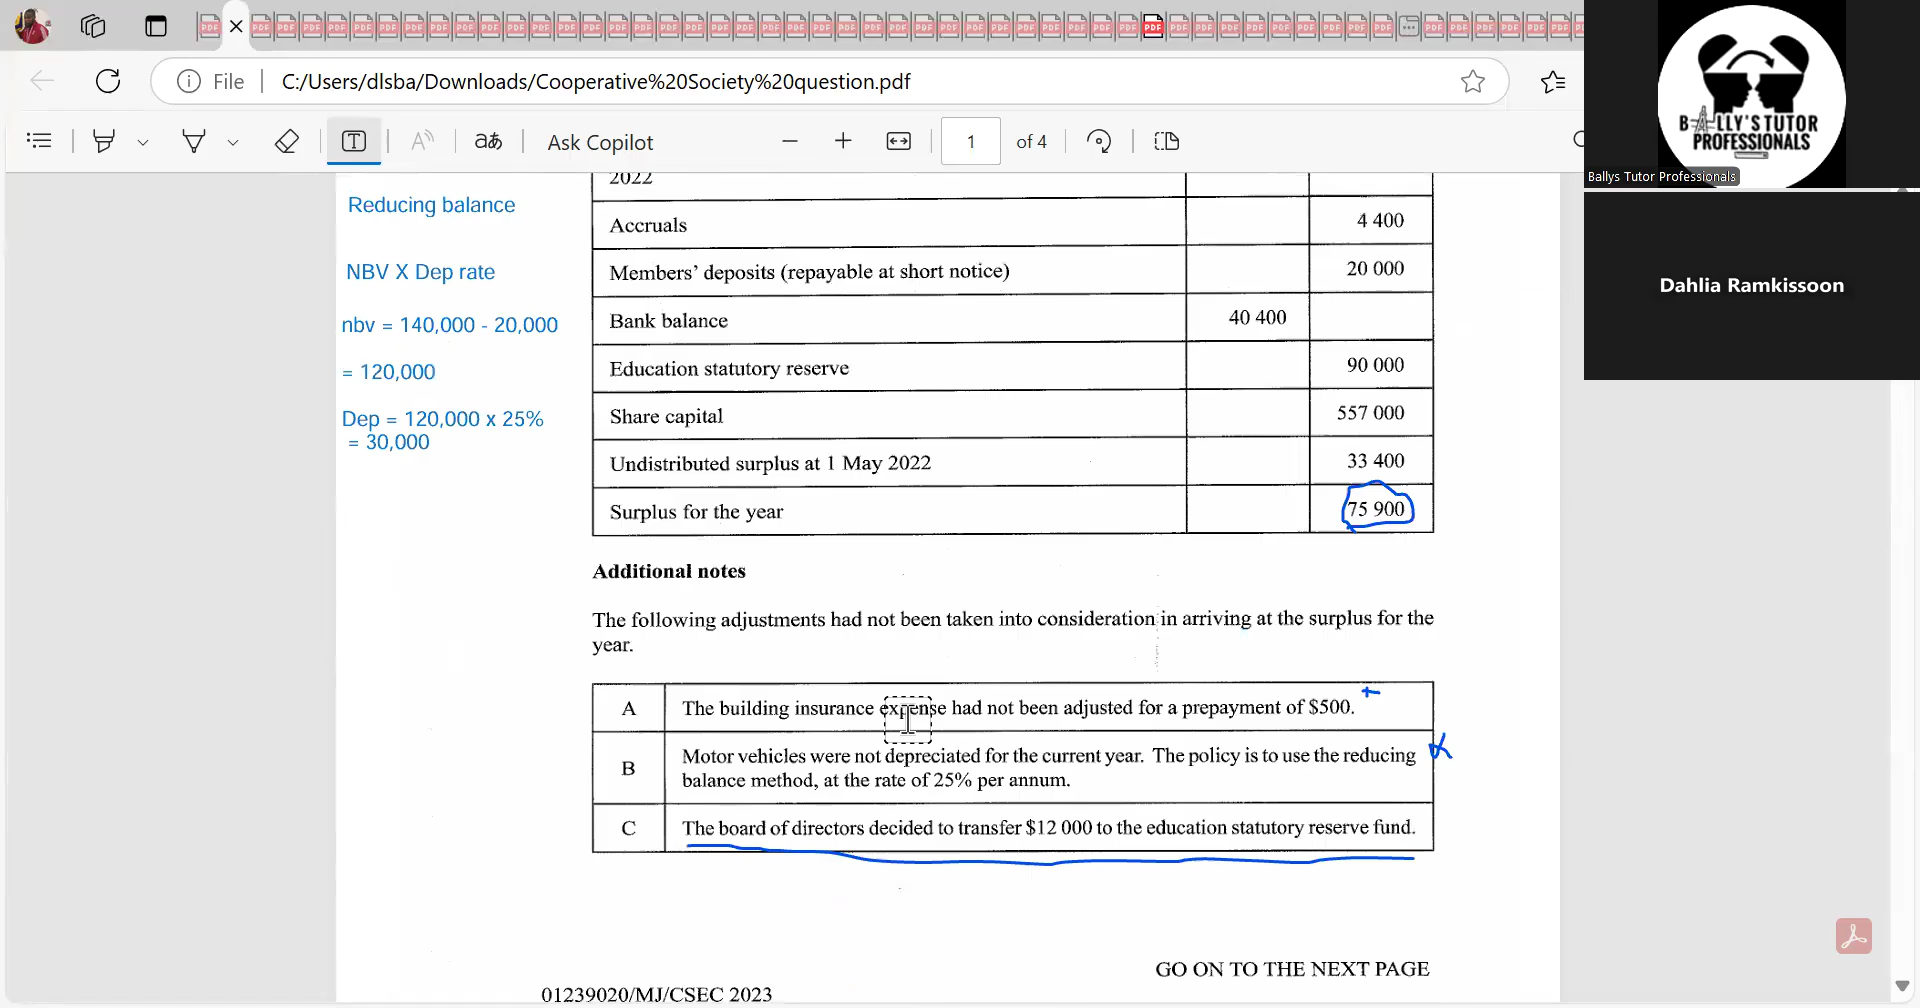 File
C:/Users/dlsba/Downloads/Cooperative%20Society%20question.pdf
Ask Copilot
1 of 4
BALLY'S TUTOR
PROFESSIONALS
Ballys Tutor Professionals
Dahlia Ramkissoon
Reducing balance
NBV X Dep rate
nbv = 140,000 - 20,000
= 120,000
Dep = 120,000 x 25%
= 30,000
2022
Accruals 4 400
Members' deposits (repayable at short notice) 20 000
Bank balance 40 400
Education statutory reserve 90 000
Share capital 557 000
Undistributed surplus at 1 May 2022 33 400
Surplus for the year 75 900
Additional notes
The following adjustments had not been taken into consideration in arriving at the surplus for the
year.
A The building insurance expense had not been adjusted for a prepayment of $500. +
B Motor vehicles were not depreciated for the current year. The policy is to use the reducing
balance method, at the rate of 25% per annum.
C The board of directors decided to transfer $12 000 to the education statutory reserve fund.
GO ON TO THE NEXT PAGE
01239020/MJ/CSEC 2023